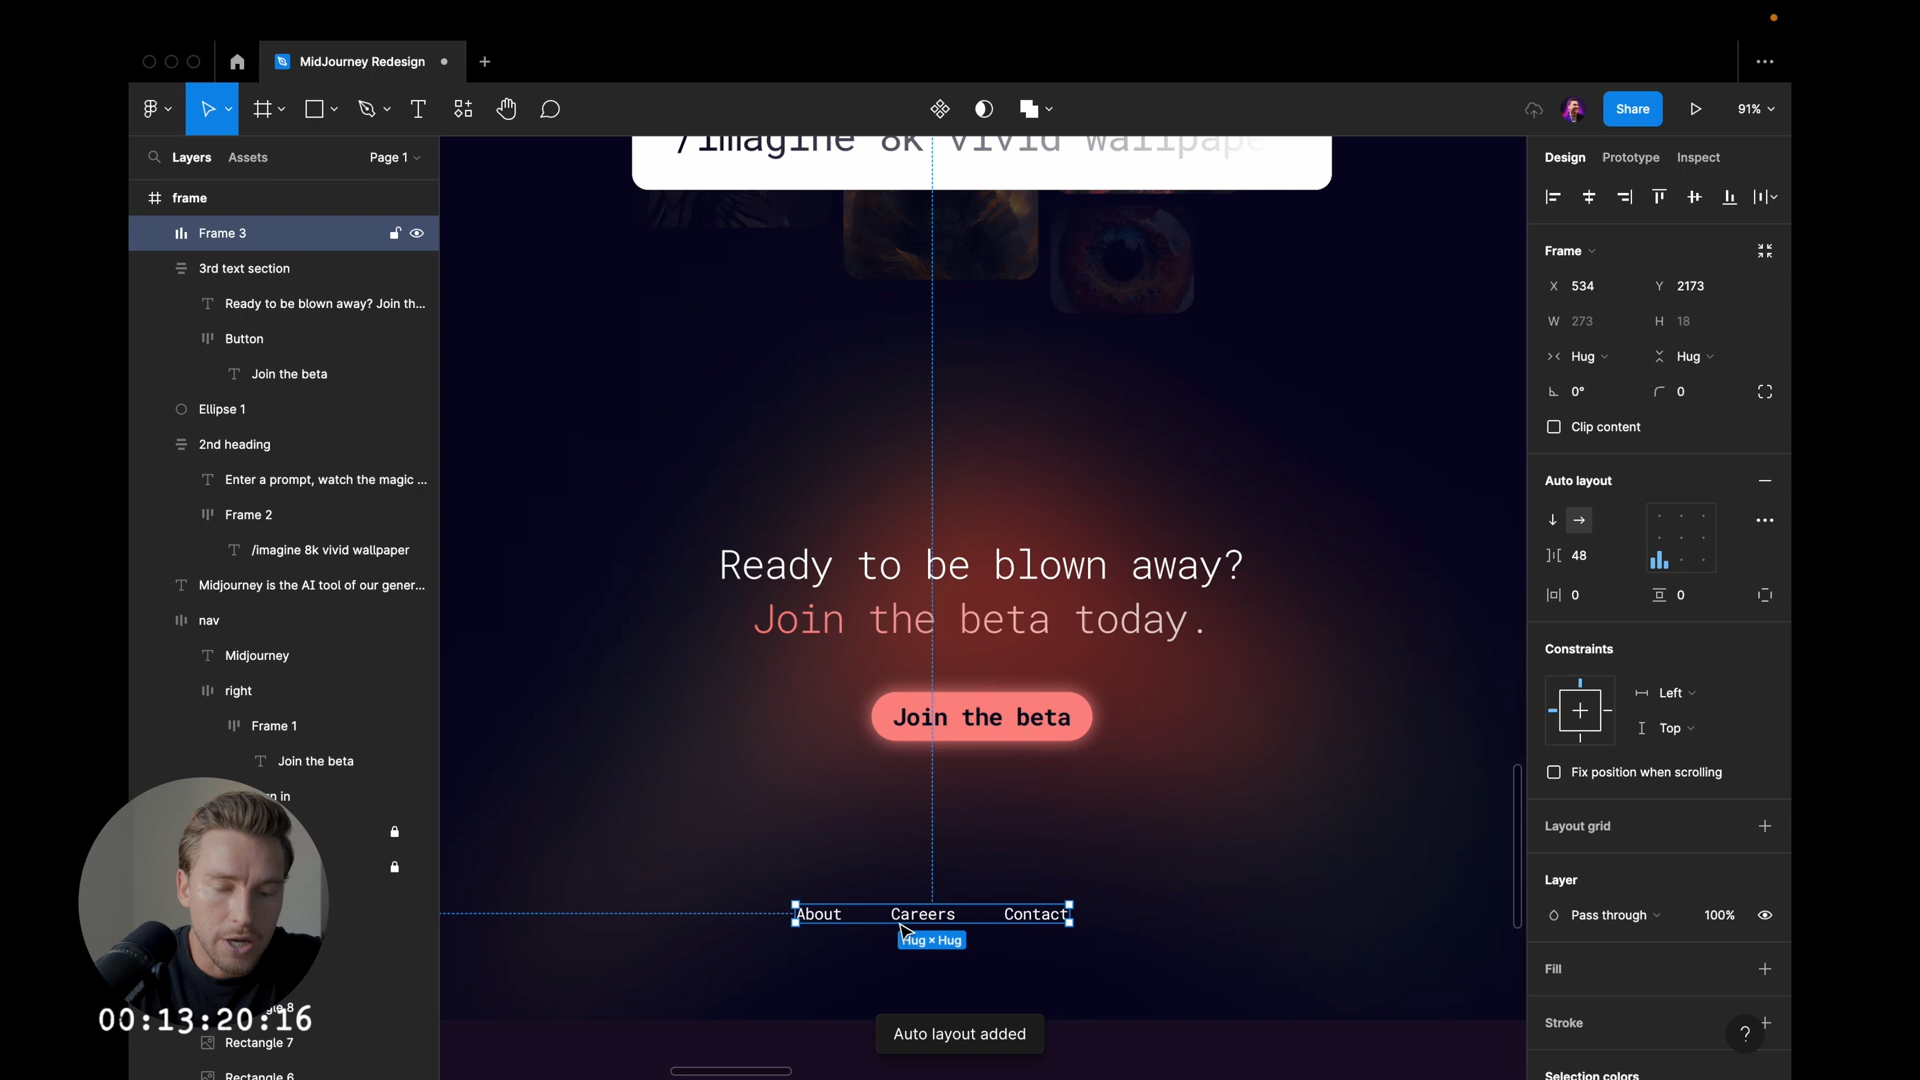 MidJourney Redesign
Share
91%
Layers
Assets
Page 1
frame
Frame 3
3rd text section
Ready to be blown away? Join th...
Button
Join the beta
Ellipse 1
2nd heading
Enter a prompt, watch the magic ...
Frame 2
/imagine 8k vivid wallpaper
Midjourney is the AI tool of our gener...
nav
Midjourney
right
Frame 1
Join the beta
Rectangle 7
Rectangle 6
00:13:20:16
/imagine 8k vivid wallpape
Ready to be blown away?
Join the beta today.
Join the beta
About Careers Contact
Hug × Hug
Auto layout added
Design
Prototype
Inspect
Frame
X 534
Y 2173
W 273
H 18
Hug
Hug
0°
0
Clip content
Auto layout
48
0
0
Constraints
Left
Top
Fix position when scrolling
Layout grid
Layer
Pass through
100%
Fill
Stroke
?
Selection colors